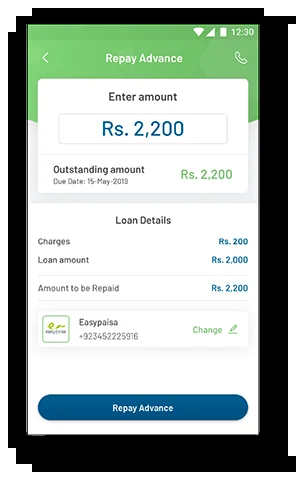 12:30
Repay Advance
Enter amount
Rs. 2,200
Outstanding amount
Rs. 2,200
Due Date: 15-May-2019
Loan Details
Charges Rs. 200
Loan amount Rs. 2,000
Amount to be Repaid Rs. 2,200
easypaisa
Easypaisa
+923452225916
Change
Repay Advance